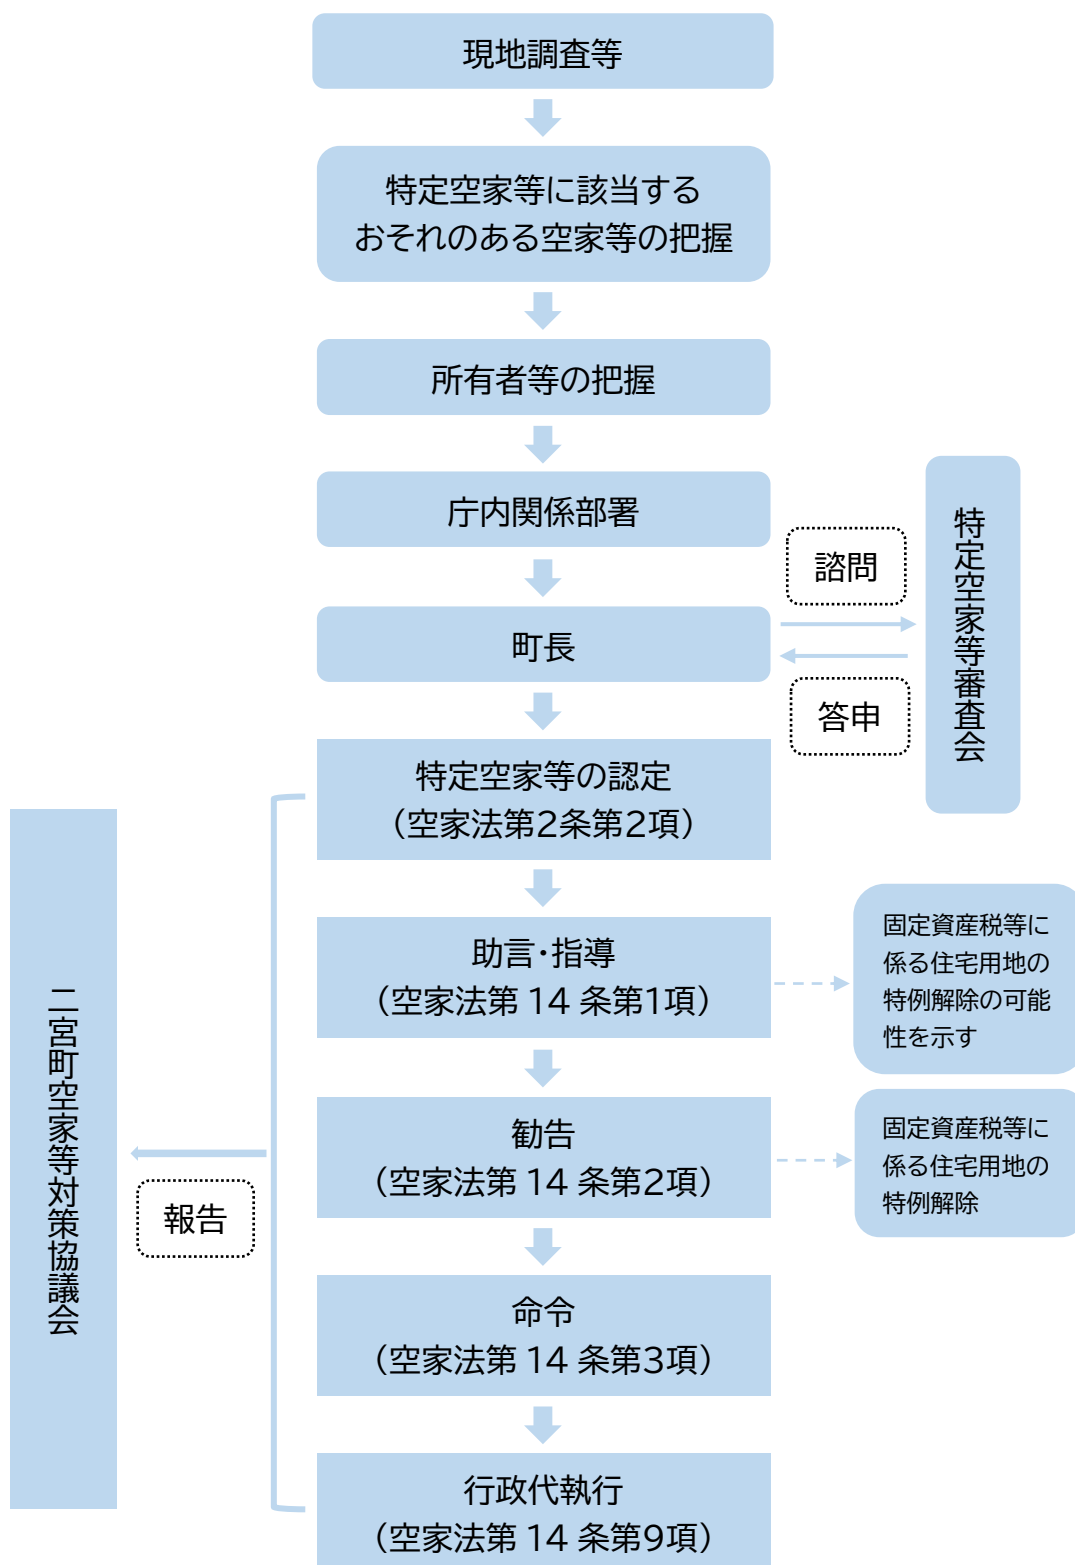 現地調査等
特定空家等に該当する
おそれのある空家等の把握
所有者等の把握
庁内関係部署
諮問
特定空家等審査会
町長
答申
特定空家等の認定
（空家法第2条第2項）
助言・指導
（空家法第 14 条第1項）
固定資産税等に
係る住宅用地の
特例解除の可能
性を示す
勧告
（空家法第 14 条第2項）
固定資産税等に
係る住宅用地の
特例解除
二宮町空家等対策協議会
報告
命令
（空家法第 14 条第3項）
行政代執行
（空家法第 14 条第9項）